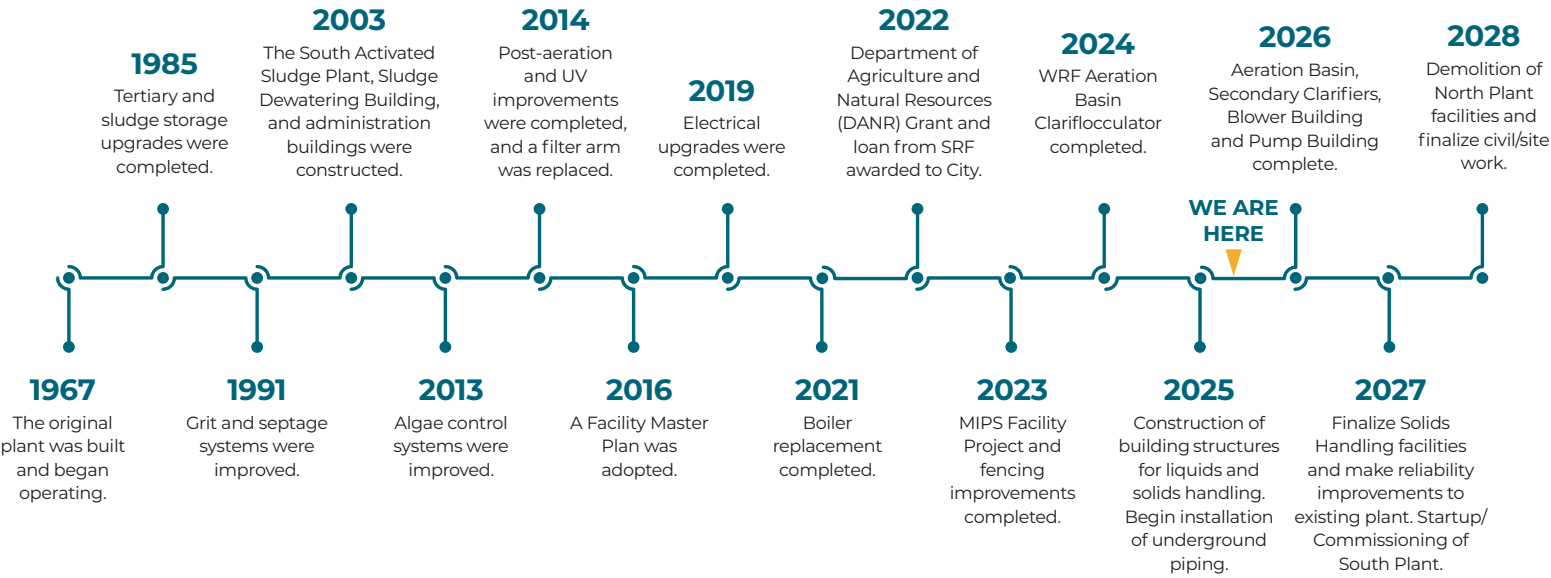 1967
The original
plant was built
and began
operating.
1985
Tertiary and
sludge storage
upgrades were
completed.
1991
Grit and septage
systems were
improved.
2003
The South Activated
Sludge Plant, Sludge
Dewatering Building,
and administration
buildings were
constructed.
2013
Algae control
systems were
improved.
2014
Post-aeration
and UV
improvements
were completed,
and a filter arm
was replaced.
2016
A Facility Master
Plan was
adopted.
2019
Electrical
upgrades were
completed.
2021
Boiler
replacement
completed.
2022
Department of
Agriculture and
Natural Resources
(DANR) Grant and
loan from SRF
awarded to City.
2023
MIPS Facility
Project and
fencing
improvements
completed.
2024
WRF Aeration
Basin
Clariflocculator
completed.
2025
Construction of
building structures
for liquids and
solids handling.
Begin installation
of underground
piping.
WE ARE
HERE
2026
Aeration Basin,
Secondary Clarifiers,
Blower Building
and Pump Building
complete.
2027
Finalize Solids
Handling facilities
and make reliability
improvements to
existing plant. Startup/
Commissioning of
South Plant.
2028
Demolition of
North Plant
facilities and
finalize civil/site
work.